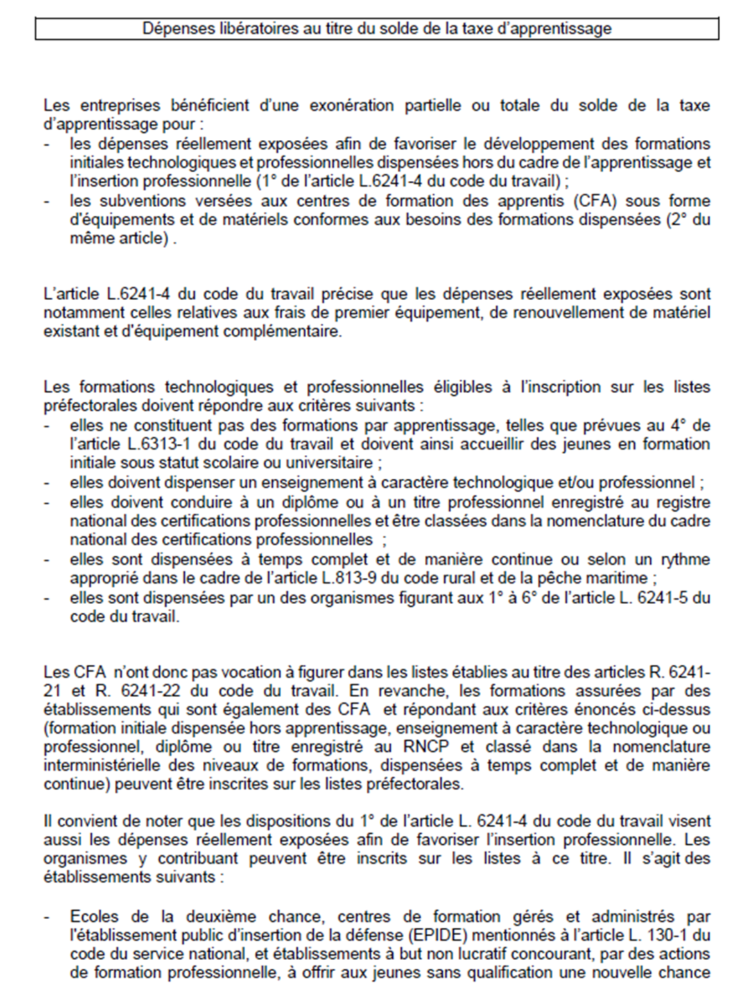 Dépenses libératoires au titre du solde de la taxe d'apprentissage
Les entreprises bénéficient d'une exonération partielle ou totale du solde de la taxe
d'apprentissage pour :
- les dépenses réellement exposées afin de favoriser le développement des formations
initiales technologiques et professionnelles dispensées hors du cadre de l'apprentissage et
l'insertion professionnelle (1° de l'article L.6241-4 du code du travail) ;
- les subventions versées aux centres de formation des apprentis (CFA) sous forme
d'équipements et de matériels conformes aux besoins des formations dispensées (2° du
même article) .
L'article L.6241-4 du code du travail précise que les dépenses réellement exposées sont
notamment celles relatives aux frais de premier équipement, de renouvellement de matériel
existant et d'équipement complémentaire.
Les formations technologiques et professionnelles éligibles à l'inscription sur les listes
préfectorales doivent répondre aux critères suivants :
- elles ne constituent pas des formations par apprentissage, telles que prévues au 4° de
l'article L.6313-1 du code du travail et doivent ainsi accueillir des jeunes en formation
initiale sous statut scolaire ou universitaire ;
- elles doivent dispenser un enseignement à caractère technologique et/ou professionnel ;
- elles doivent conduire à un diplôme ou à un titre professionnel enregistré au registre
national des certifications professionnelles et être classées dans la nomenclature du cadre
national des certifications professionnelles ;
- elles sont dispensées à temps complet et de manière continue ou selon un rythme
approprié dans le cadre de l'article L.813-9 du code rural et de la pêche maritime ;
- elles sont dispensées par un des organismes figurant aux 1° à 6° de l'article L. 6241-5 du
code du travail.
Les CFA n'ont donc pas vocation à figurer dans les listes établies au titre des articles R. 6241-
21 et R. 6241-22 du code du travail. En revanche, les formations assurées par des
établissements qui sont également des CFA et répondant aux critères énoncés ci-dessus
(formation initiale dispensée hors apprentissage, enseignement à caractère technologique ou
professionnel, diplôme ou titre enregistré au RNCP et classé dans la nomenclature
interministérielle des niveaux de formations, dispensées à temps complet et de manière
continue) peuvent être inscrites sur les listes préfectorales.
Il convient de noter que les dispositions du 1° de l'article L. 6241-4 du code du travail visent
aussi les dépenses réellement exposées afin de favoriser l'insertion professionnelle. Les
organismes y contribuant peuvent être inscrits sur les listes à ce titre. Il s'agit des
établissements suivants :
- Ecoles de la deuxième chance, centres de formation gérés et administrés par
l'établissement public d'insertion de la défense (EPIDE) mentionnés à l'article L. 130-1 du
code du service national, et établissements à but non lucratif concourant, par des actions
de formation professionnelle, à offrir aux jeunes sans qualification une nouvelle chance